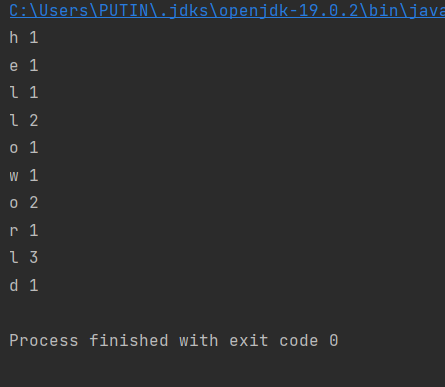 C:\Users\PUTIN\.jdks\openjdk-19.0.2\bin\java
h 1
e 1
l 1
l 2
o 1
w 1
o 2
r 1
l 3
d 1
Process finished with exit code 0